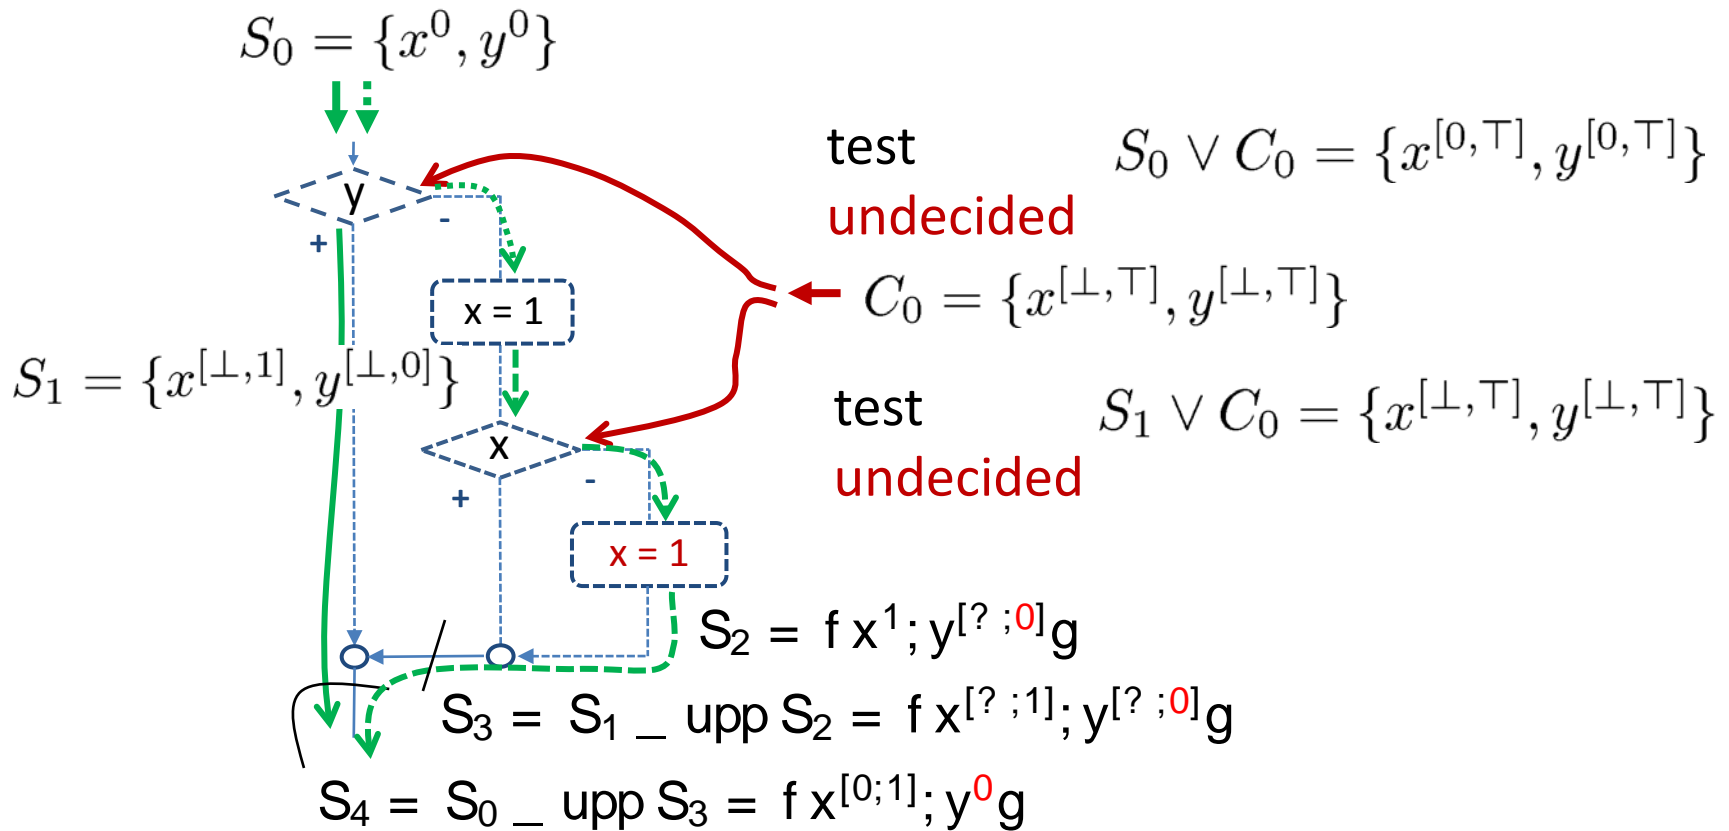 S₀ = {x⁰, y⁰}
test
undecided
S₀ ∨ C₀ = {x^[0,⊤], y^[0,⊤]}
y
+
-
x = 1
C₀ = {x^[⊥,⊤], y^[⊥,⊤]}
S₁ = {x^[⊥,1], y^[⊥,0]}
test
undecided
S₁ ∨ C₀ = {x^[⊥,⊤], y^[⊥,⊤]}
x
+
-
x = 1
S₂ = f x¹; y^[? ;0]g
S₃ = S₁ _ upp S₂ = f x^[? ;1]; y^[? ;0]g
S₄ = S₀ _ upp S₃ = f x^[0;1]; y⁰g